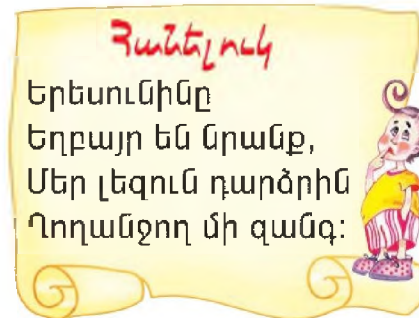 Հանելուկ
Երեսունինը
Եղբայր են նրանք,
Մեր լեզուն դարձրին
Ղողանջող մի զանգ: